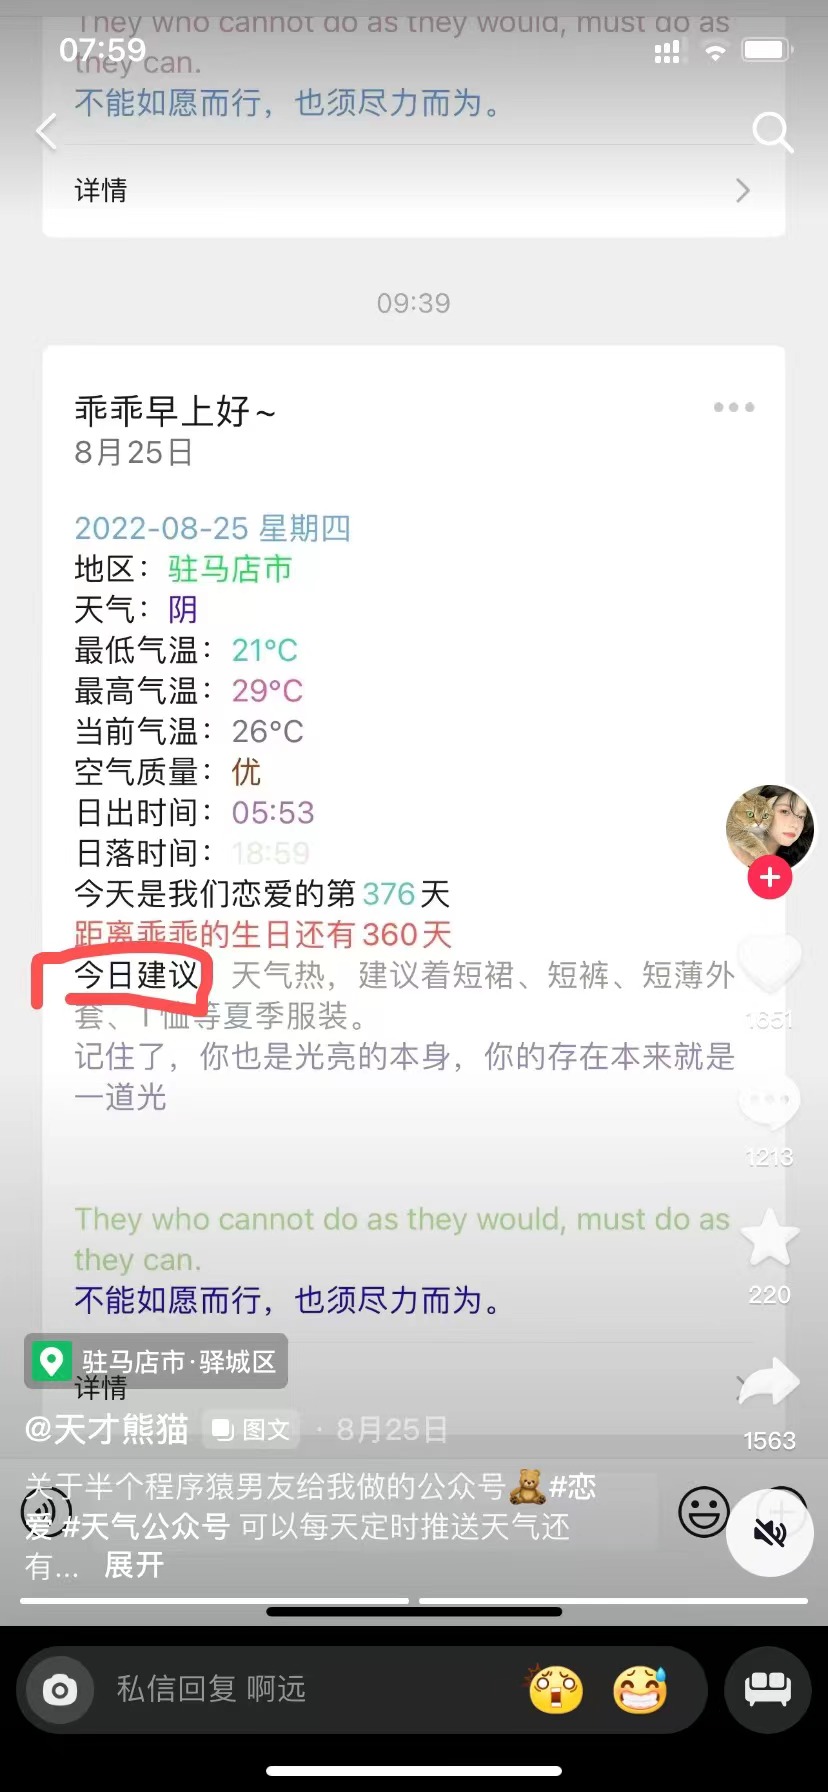 They who cannot do as they would, must do as
07:59
they can.
不能如愿而行，也须尽力而为。
详情
09:39
乖乖早上好~
8月25日
2022-08-25 星期四
地区：驻马店市
天气：阴
最低气温：21°C
最高气温：29°C
当前气温：26°C
空气质量：优
日出时间：05:53
日落时间：18:59
今天是我们恋爱的第376天
距离乖乖的生日还有360天
今日建议 天气热，建议着短裙、短裤、短薄外
套、T恤等夏季服装。
1651
记住了，你也是光亮的本身，你的存在本来就是
一道光
1213
They who cannot do as they would, must do as
they can.
220
不能如愿而行，也须尽力而为。
驻马店市·驿城区
详情
@天才熊猫 图文 · 8月25日
1563
关于半个程序猿男友给我做的公众号🧸#恋
爱 #天气公众号 可以每天定时推送天气还
有... 展开
私信回复 啊远